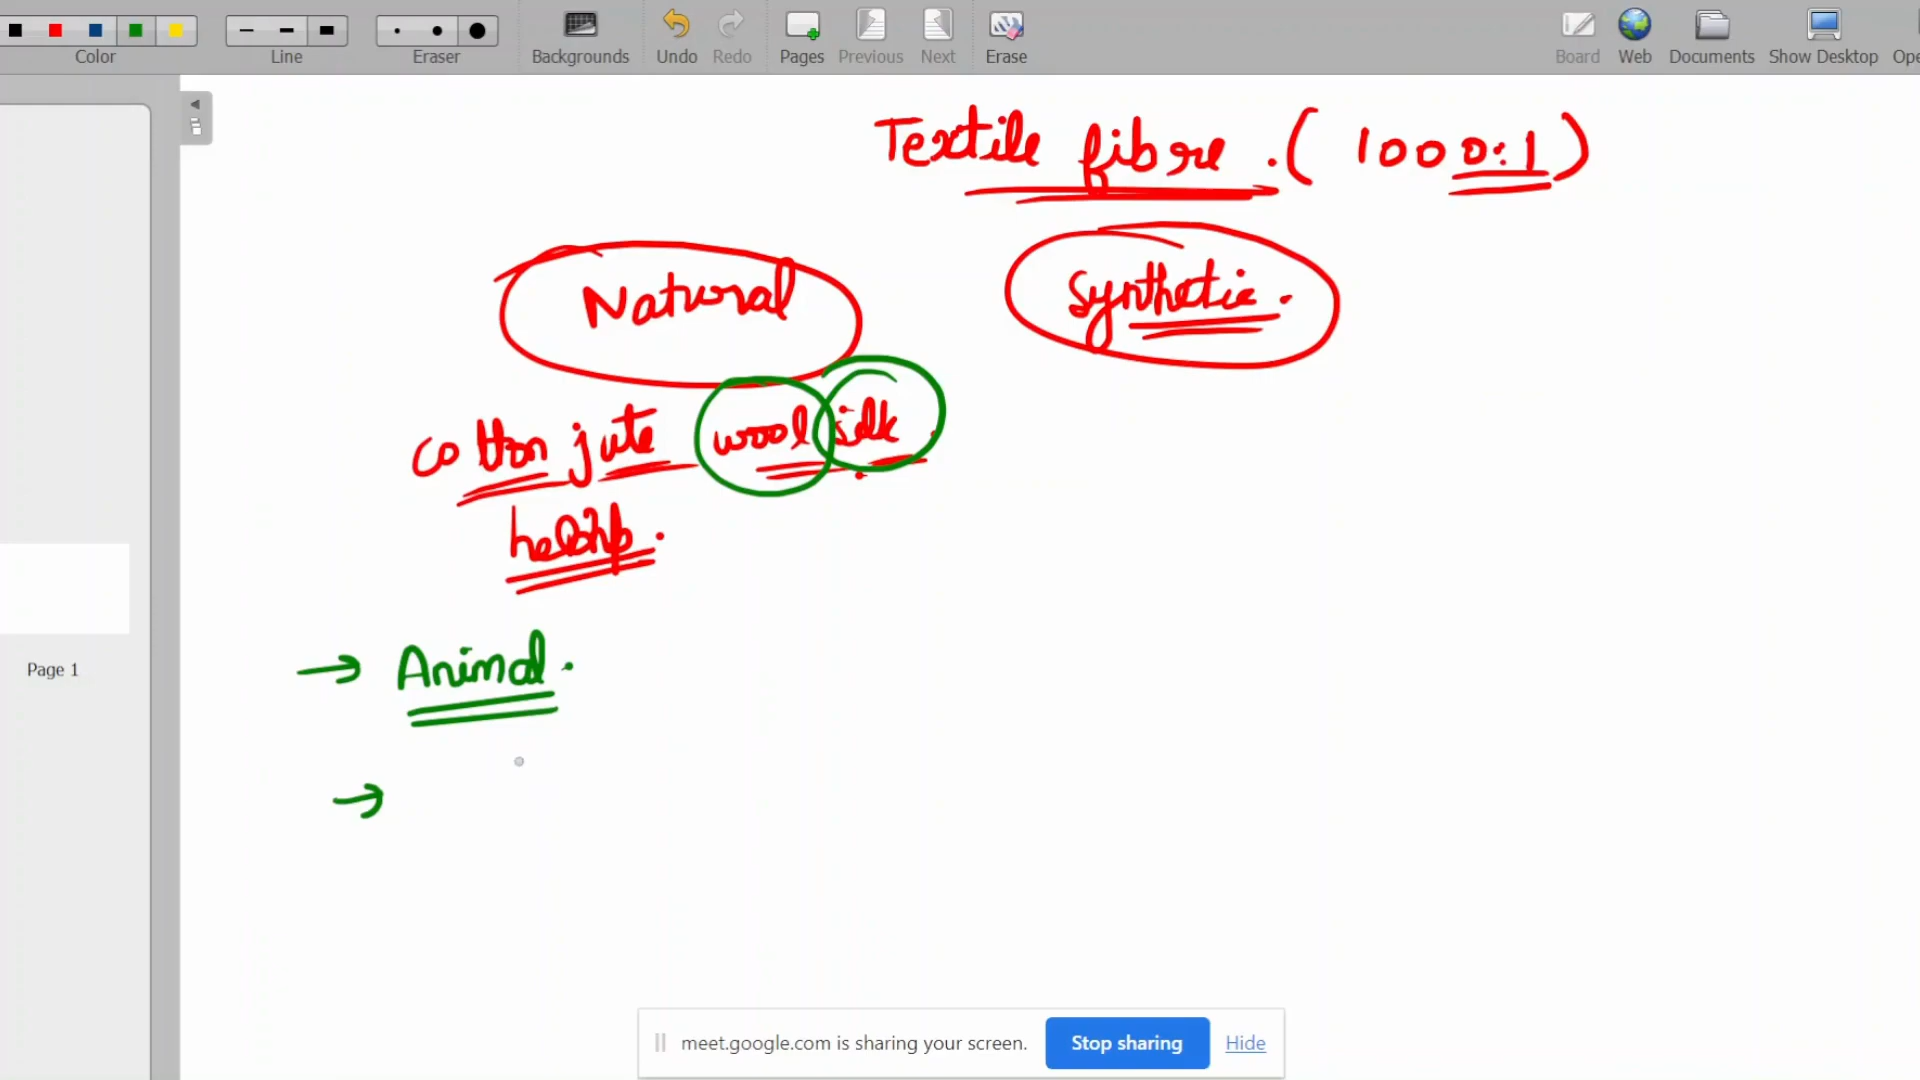 Color Line Eraser Backgrounds Undo Redo Pages Previous Next Erase Board Web Documents Show Desktop Ope
Textile fibre . ( 1000:1 )
Natural Synthetic.
cotton jute wool silk .
→ Animal .
Page 1
→
meet.google.com is sharing your screen. Stop sharing Hide